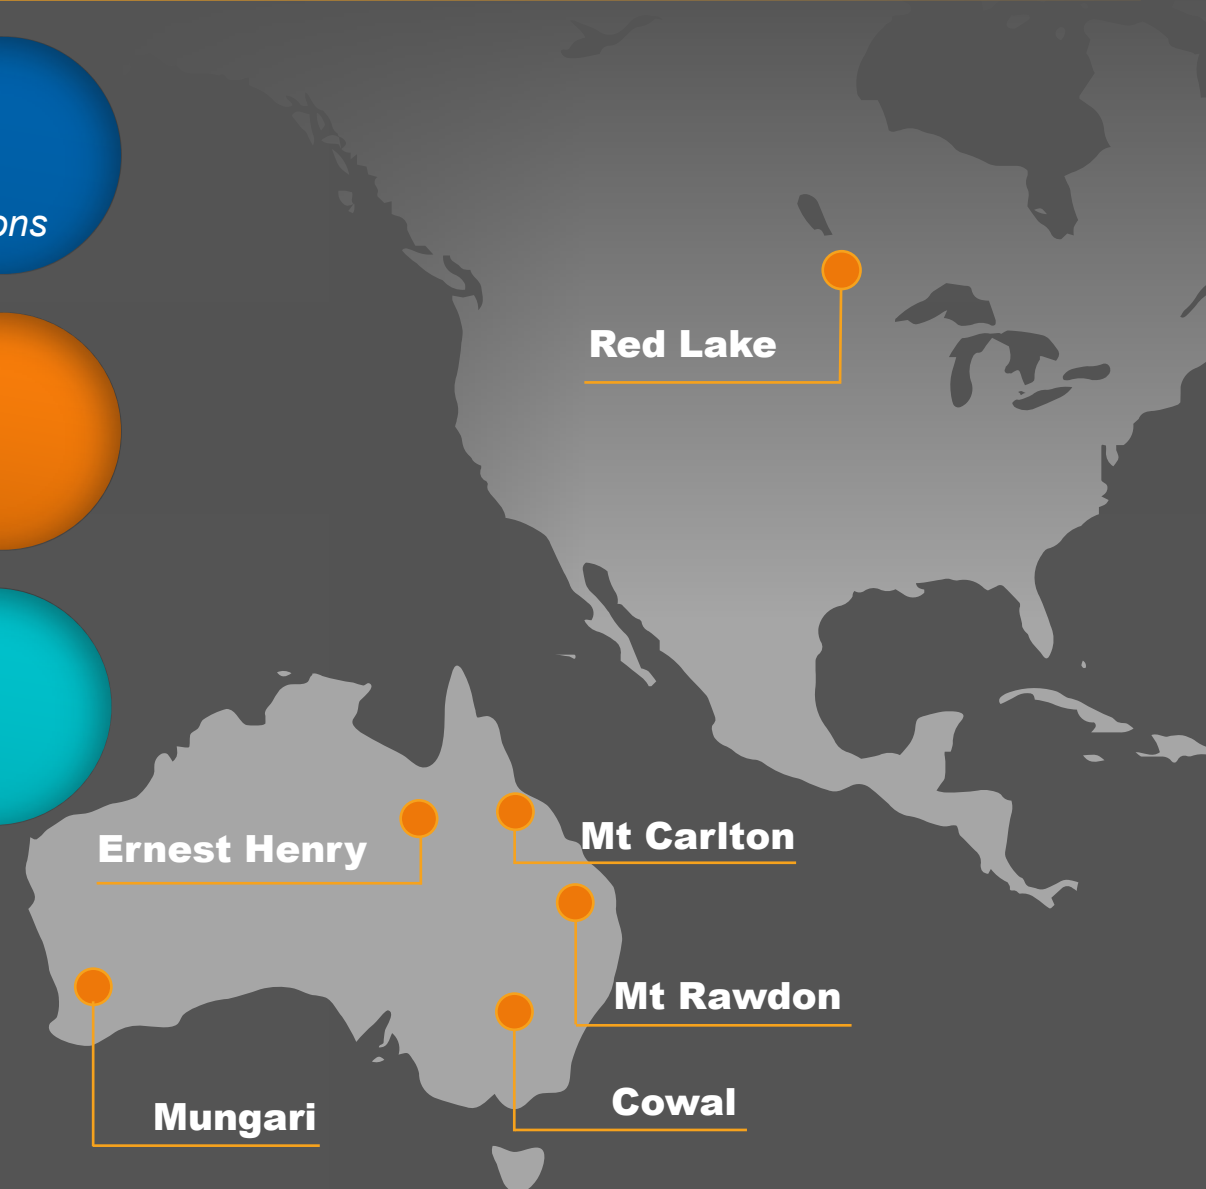 ons
Red Lake
Mt Carlton
Ernest Henry
Mt Rawdon
Cowal
Mungari